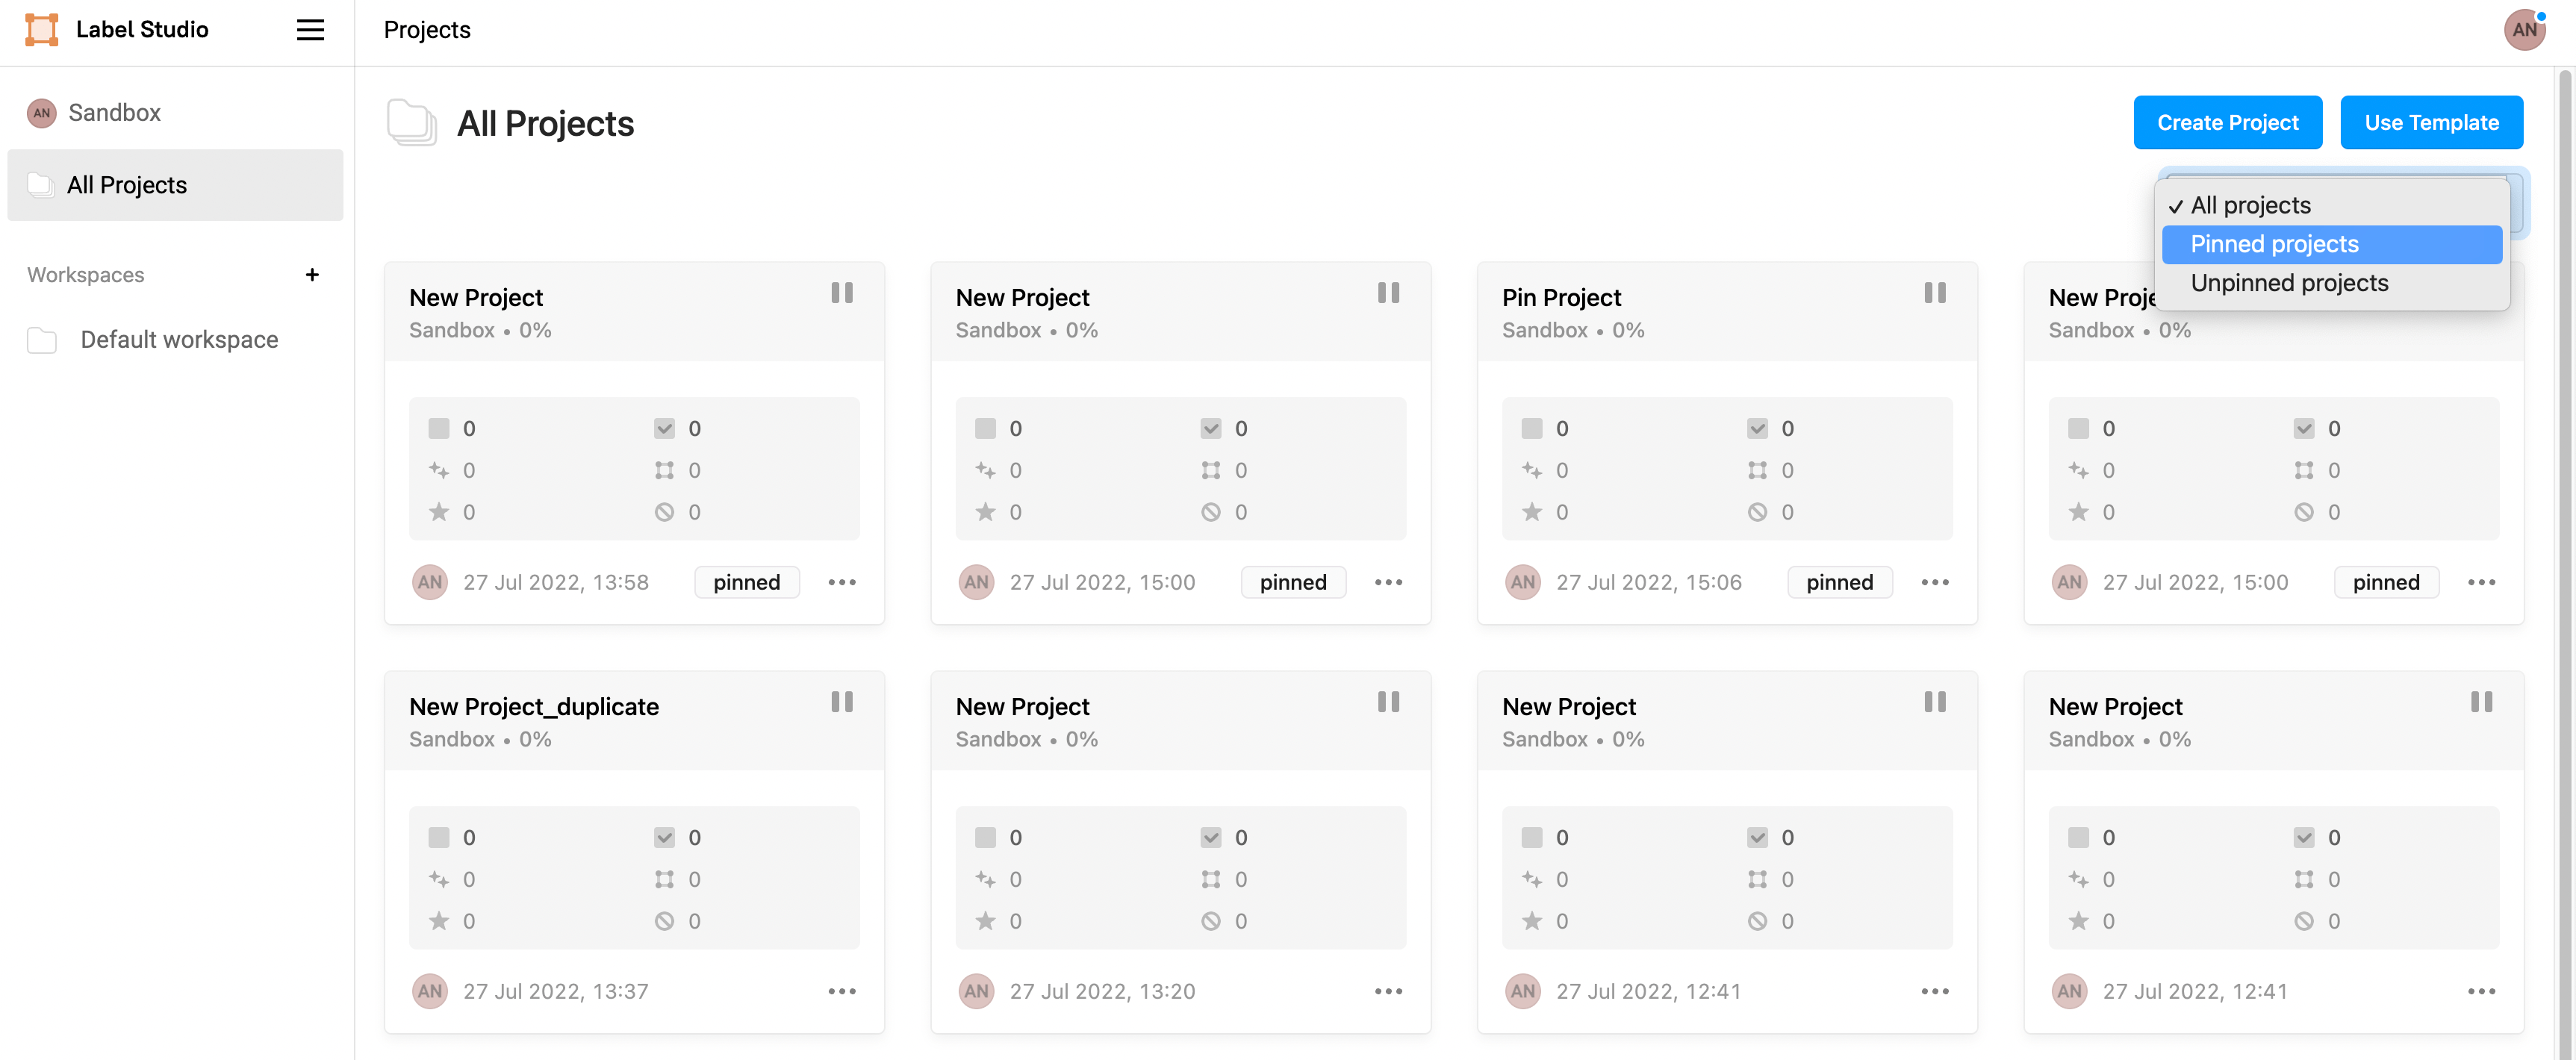 Label Studio
Projects
AN
AN Sandbox
All Projects
Workspaces +
Default workspace
All Projects
Create Project
Use Template
✓ All projects
Pinned projects
Unpinned projects
New Project
Sandbox • 0%
0 0
0 0
0 0
AN 27 Jul 2022, 13:58 pinned •••
New Project
Sandbox • 0%
0 0
0 0
0 0
AN 27 Jul 2022, 15:00 pinned •••
Pin Project
Sandbox • 0%
0 0
0 0
0 0
AN 27 Jul 2022, 15:06 pinned •••
New Proje
Sandbox • 0%
0 0
0 0
0 0
AN 27 Jul 2022, 15:00 pinned •••
New Project_duplicate
Sandbox • 0%
0 0
0 0
0 0
AN 27 Jul 2022, 13:37 •••
New Project
Sandbox • 0%
0 0
0 0
0 0
AN 27 Jul 2022, 13:20 •••
New Project
Sandbox • 0%
0 0
0 0
0 0
AN 27 Jul 2022, 12:41 •••
New Project
Sandbox • 0%
0 0
0 0
0 0
AN 27 Jul 2022, 12:41 •••